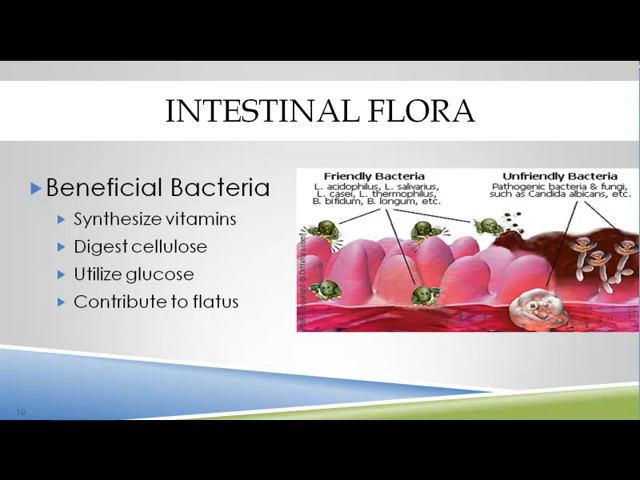 INTESTINAL FLORA
Beneficial Bacteria
Synthesize vitamins
Digest cellulose
Utilize glucose
Contribute to flatus
Friendly Bacteria
L. acidophilus, L. salivarius,
L. casei, L. thermophilus,
B. bifidum, B. longum, etc.
Unfriendly Bacteria
Pathogenic bacteria & fungi,
such as Candida albicans, etc.